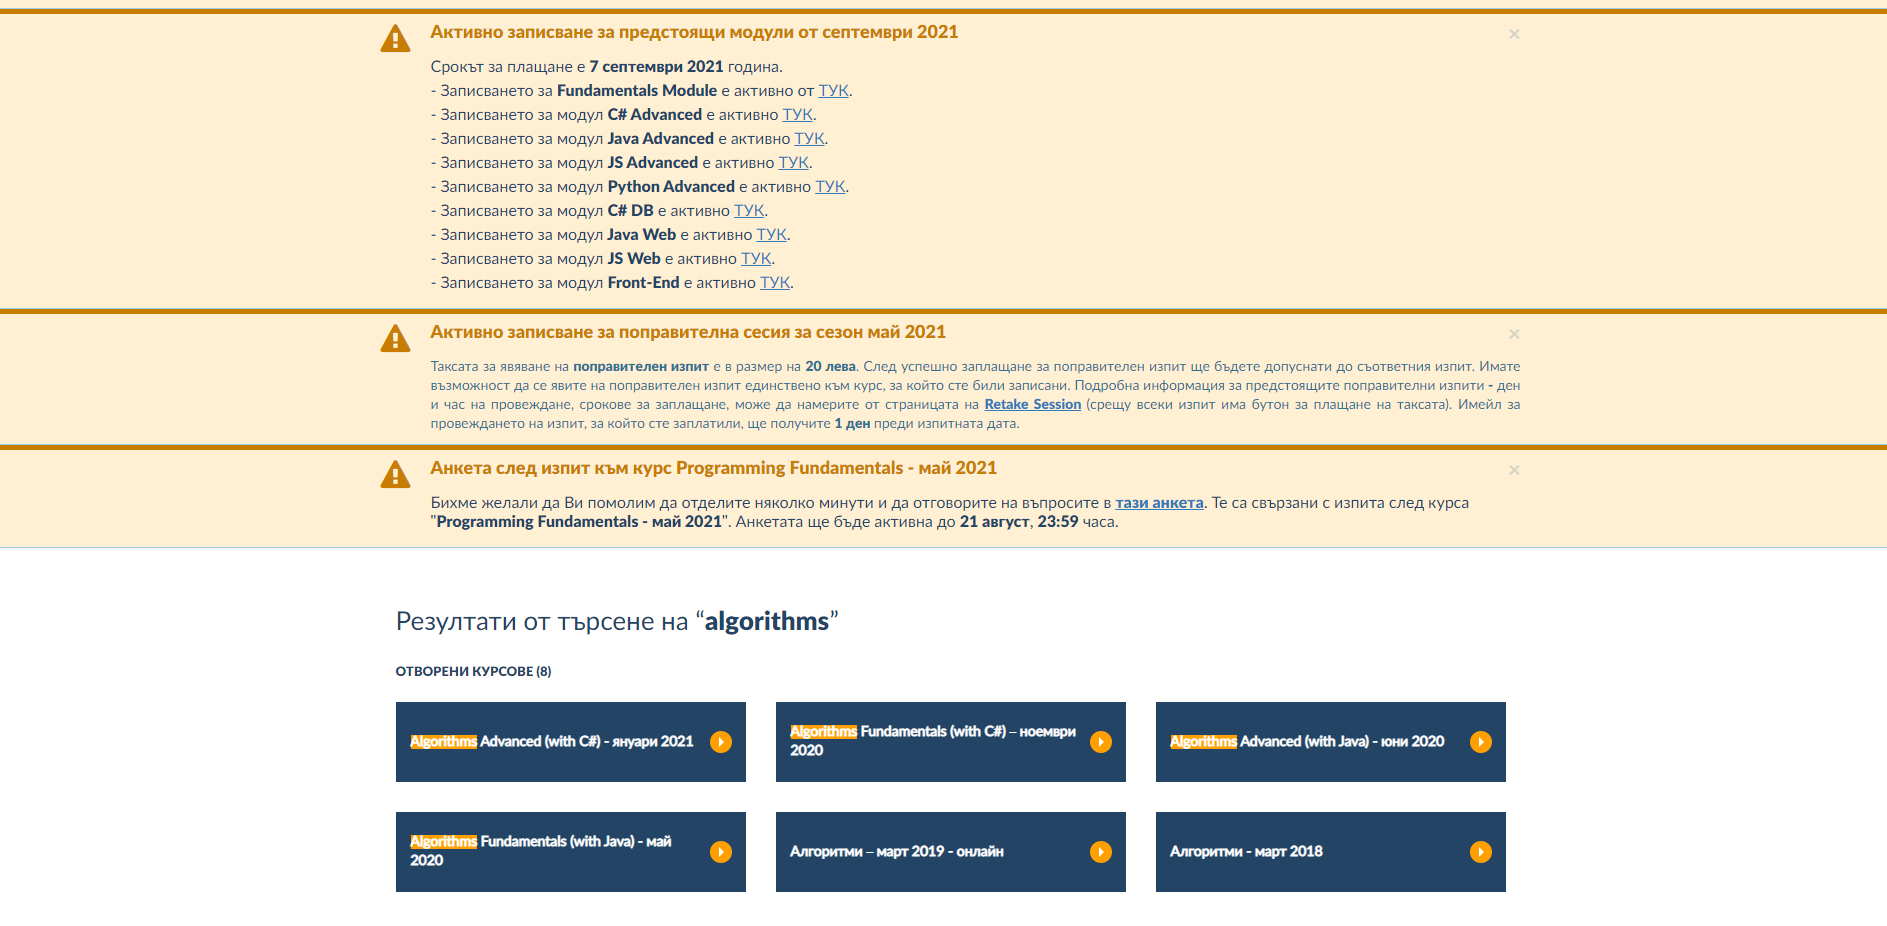 Активно записване за предстоящи модули от септември 2021
×
Срокът за плащане е 7 септември 2021 година.
- Записването за Fundamentals Module е активно от ТУК.
- Записването за модул C# Advanced е активно ТУК.
- Записването за модул Java Advanced е активно ТУК.
- Записването за модул JS Advanced е активно ТУК.
- Записването за модул Python Advanced е активно ТУК.
- Записването за модул C# DB е активно ТУК.
- Записването за модул Java Web е активно ТУК.
- Записването за модул JS Web е активно ТУК.
- Записването за модул Front-End е активно ТУК.
Активно записване за поправителна сесия за сезон май 2021
×
Таксата за явяване на поправителен изпит е в размер на 20 лева. След успешно заплащане за поправителен изпит ще бъдете допуснати до съответния изпит. Имате
възможност да се явите на поправителен изпит единствено към курс, за който сте били записани. Подробна информация за предстоящите поправителни изпити - ден
и час на провеждане, срокове за заплащане, може да намерите от страницата на Retake Session (срещу всеки изпит има бутон за плащане на таксата). Имейл за
провеждането на изпит, за който сте заплатили, ще получите 1 ден преди изпитната дата.
Анкета след изпит към курс Programming Fundamentals - май 2021
×
Бихме желали да Ви помолим да отделите няколко минути и да отговорите на въпросите в тази анкета. Те са свързани с изпита след курса
"Programming Fundamentals - май 2021". Анкетата ще бъде активна до 21 август, 23:59 часа.
Резултати от търсене на “algorithms”
ОТВОРЕНИ КУРСОВЕ (8)
Algorithms Advanced (with C#) - януари 2021
Algorithms Fundamentals (with C#) – ноември
2020
Algorithms Advanced (with Java) - юни 2020
Algorithms Fundamentals (with Java) - май
2020
Алгоритми – март 2019 - онлайн
Алгоритми - март 2018